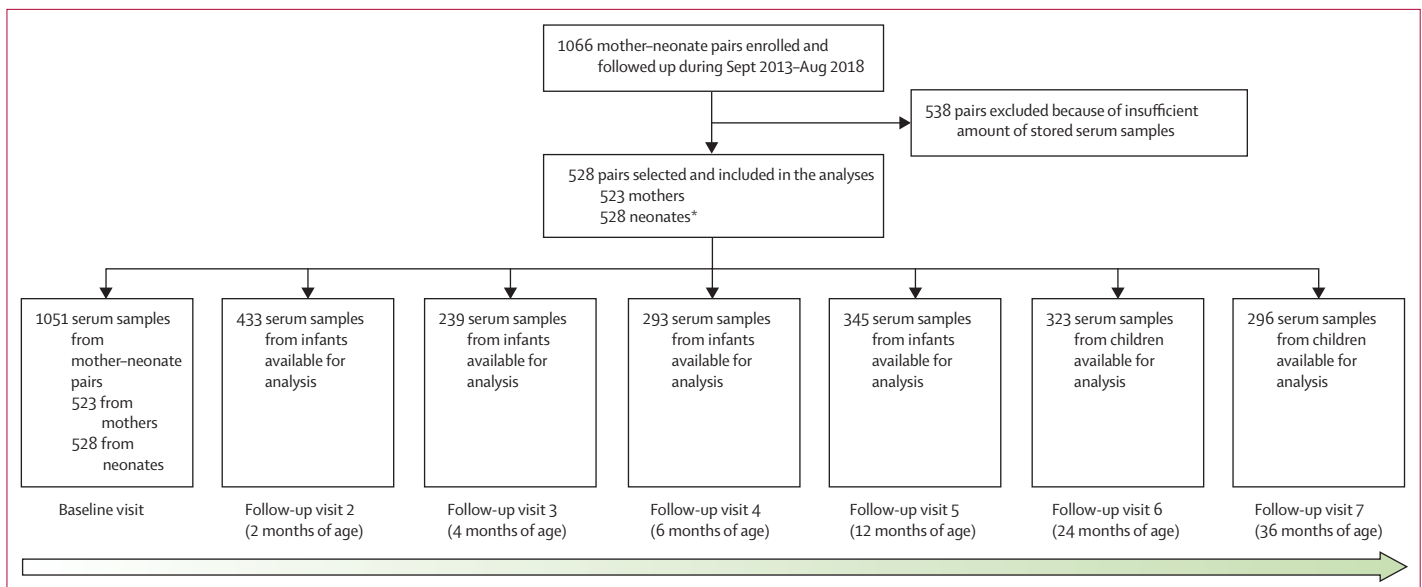 1066 mother–neonate pairs enrolled and
followed up during Sept 2013–Aug 2018
538 pairs excluded because of insufficient
amount of stored serum samples
528 pairs selected and included in the analyses
523 mothers
528 neonates*
1051 serum samples
from
mother–neonate
pairs
523 from
mothers
528 from
neonates
433 serum samples
from infants
available for
analysis
239 serum samples
from infants
available for
analysis
293 serum samples
from infants
available for
analysis
345 serum samples
from infants
available for
analysis
323 serum samples
from children
available for
analysis
296 serum samples
from children
available for
analysis
Baseline visit
Follow-up visit 2
(2 months of age)
Follow-up visit 3
(4 months of age)
Follow-up visit 4
(6 months of age)
Follow-up visit 5
(12 months of age)
Follow-up visit 6
(24 months of age)
Follow-up visit 7
(36 months of age)